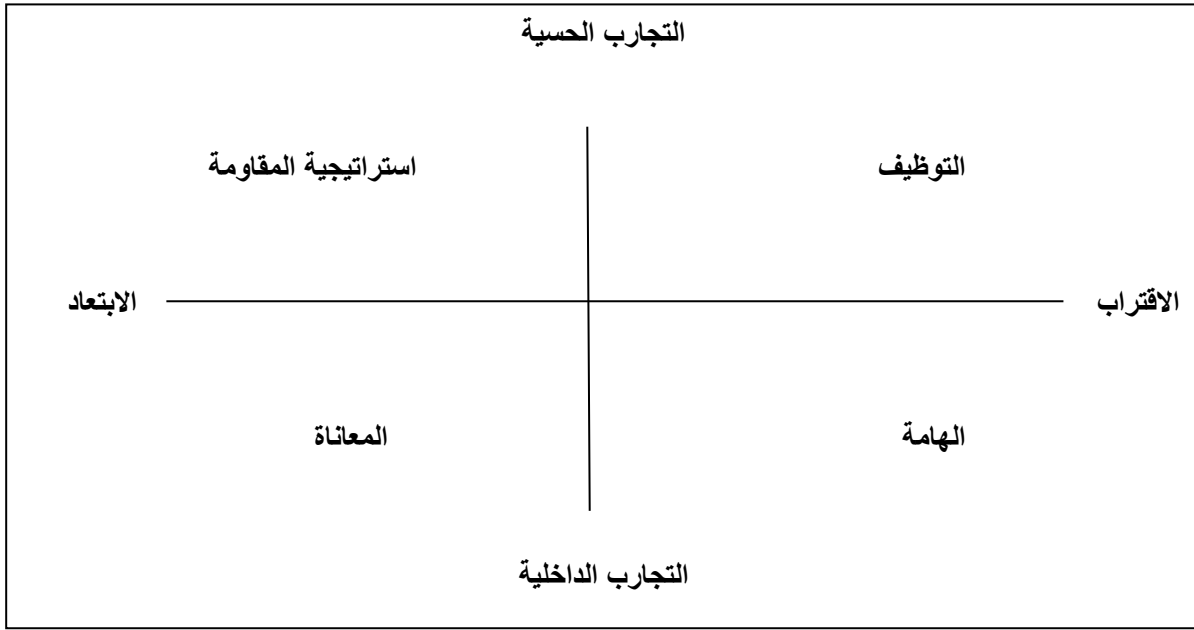 التجارب الحسية
التوظيف
استراتيجية المقاومة
الاقتراب
الابتعاد
الهامة
المعاناة
التجارب الداخلية